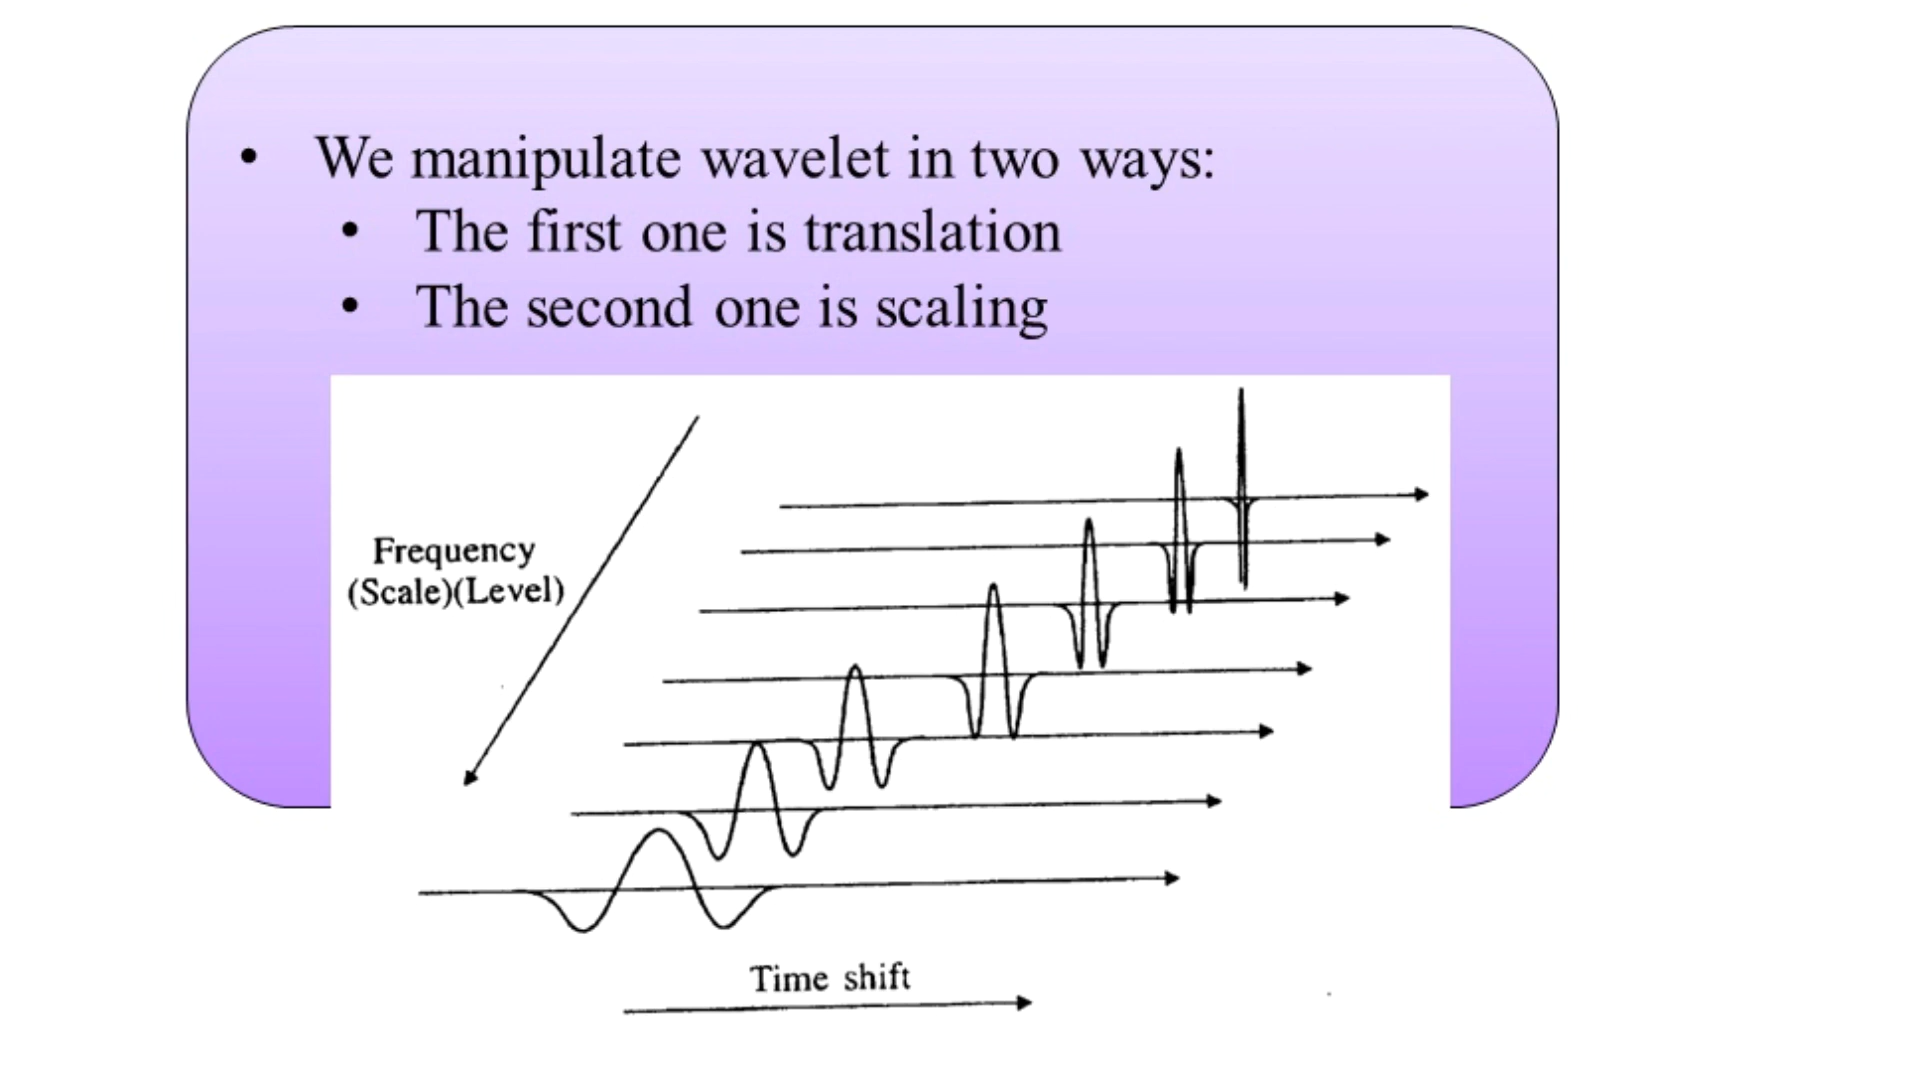 • We manipulate wavelet in two ways:
• The first one is translation
• The second one is scaling
Frequency
(Scale)(Level)
Time shift